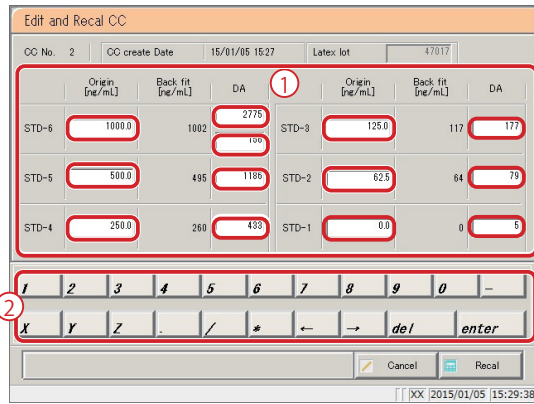 Edit and Recal CC
CC No. 2 CC create Date 15/01/05 15:27 Latex lot 47017
Origin [ng/mL] Back fit [ng/mL] DA ① Origin [ng/mL] Back fit [ng/mL] DA
STD-6 1000.0 1002 2775 STD-3 125.0 117 177
156
STD-5 500.0 495 1186 STD-2 62.5 64 79
STD-4 250.0 260 433 STD-1 0.0 0 5
②
1 2 3 4 5 6 7 8 9 0 –
X Y Z . / * ← → del enter
Cancel Recal
XX 2015/01/05 15:29:38